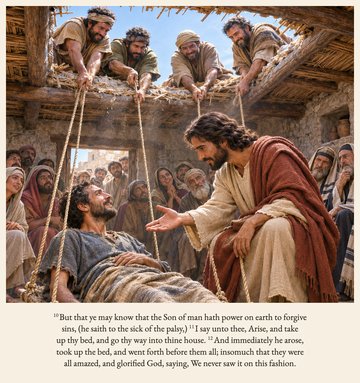 ¹⁰ But that ye may know that the Son of man hath power on earth to forgive
sins, (he saith to the sick of the palsy,) ¹¹ I say unto thee, Arise, and take
up thy bed, and go thy way into thine house. ¹² And immediately he arose,
took up the bed, and went forth before them all; insomuch that they were
all amazed, and glorified God, saying, We never saw it on this fashion.